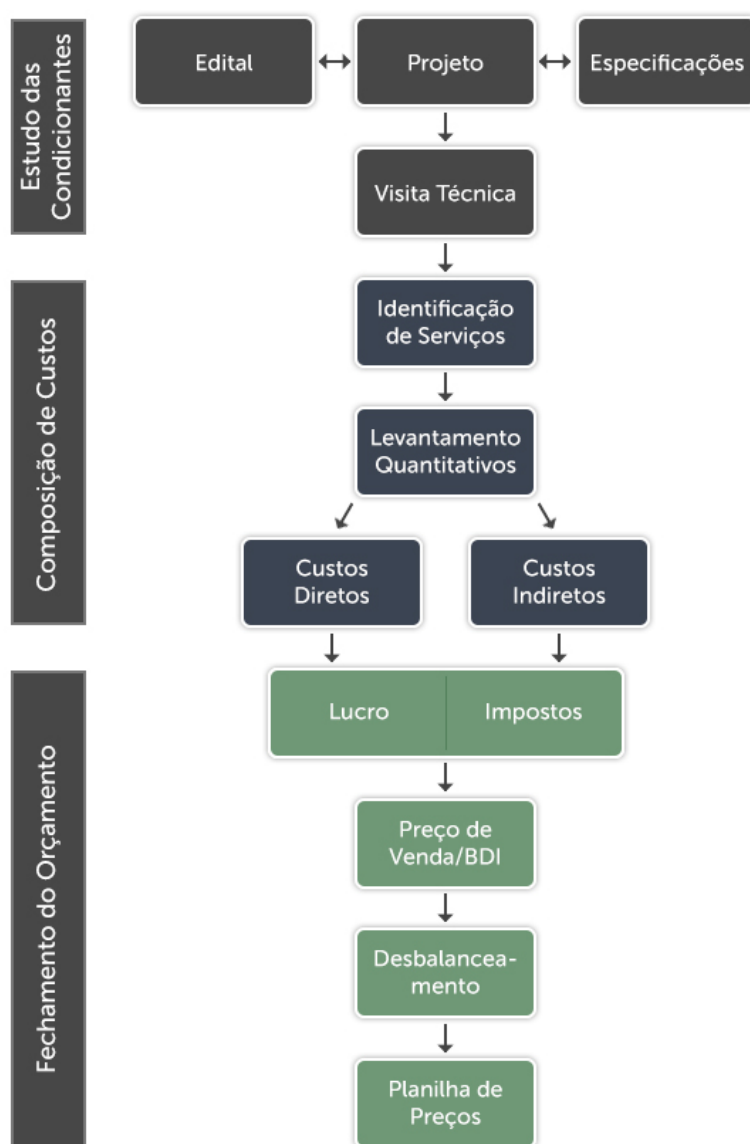 Estudo das
Condicionantes
Edital
Projeto
Especificações
Visita Técnica
Composição de Custos
Identificação
de Serviços
Levantamento
Quantitativos
Custos
Diretos
Custos
Indiretos
Fechamento do Orçamento
Lucro
Impostos
Preço de
Venda/BDI
Desbalancea-
mento
Planilha de
Preços